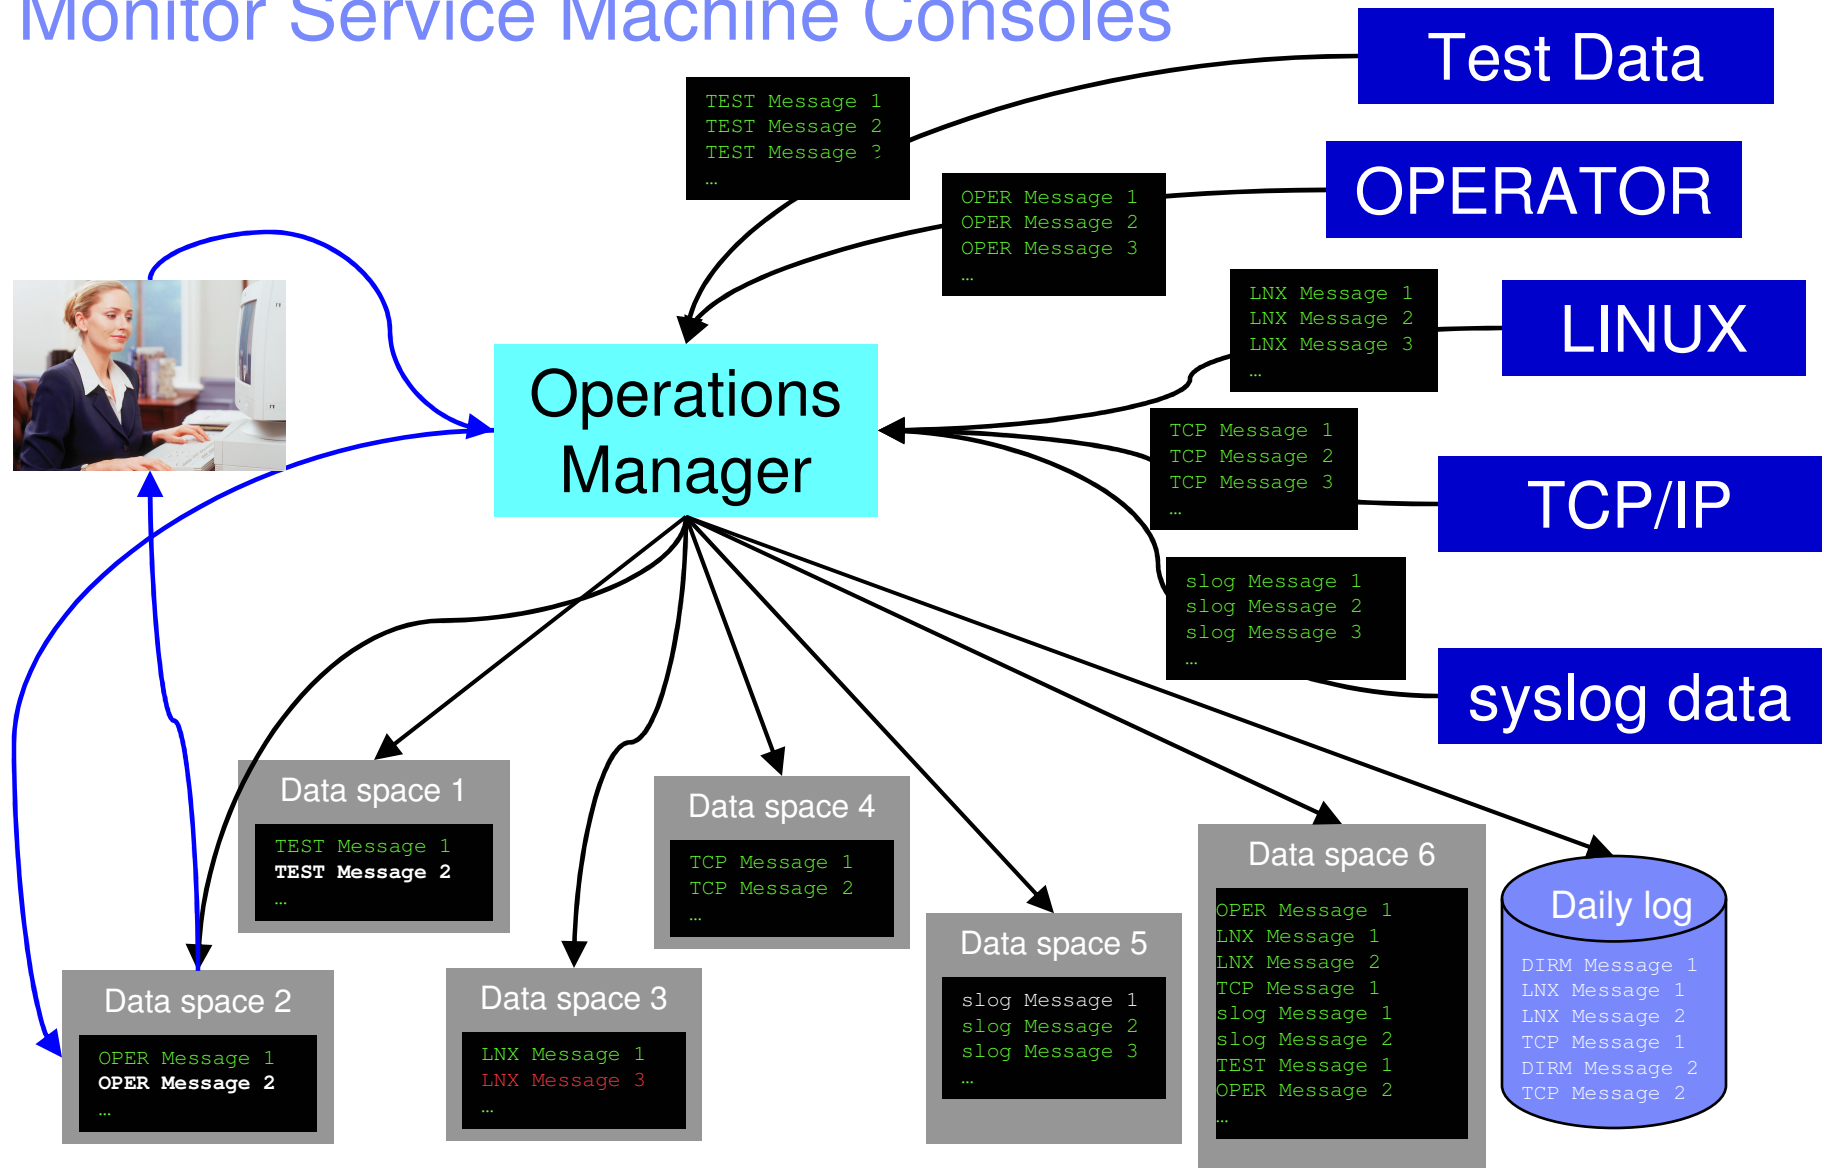 Monitor Service Machine Consoles
Test Data
TEST Message 1
TEST Message 2
TEST Message 3
…
OPERATOR
OPER Message 1
OPER Message 2
OPER Message 3
…
LINUX
LNX Message 1
LNX Message 2
LNX Message 3
…
Operations
Manager
TCP Message 1
TCP Message 2
TCP Message 3
…
TCP/IP
slog Message 1
slog Message 2
slog Message 3
…
syslog data
Data space 1
TEST Message 1
TEST Message 2
…
Data space 2
OPER Message 1
OPER Message 2
…
Data space 3
LNX Message 1
LNX Message 3
…
Data space 4
TCP Message 1
TCP Message 2
…
Data space 5
slog Message 1
slog Message 2
slog Message 3
…
Data space 6
OPER Message 1
LNX Message 1
LNX Message 2
TCP Message 1
slog Message 1
slog Message 2
TEST Message 1
OPER Message 2
…
Daily log
DIRM Message 1
LNX Message 1
LNX Message 2
TCP Message 1
DIRM Message 2
TCP Message 2